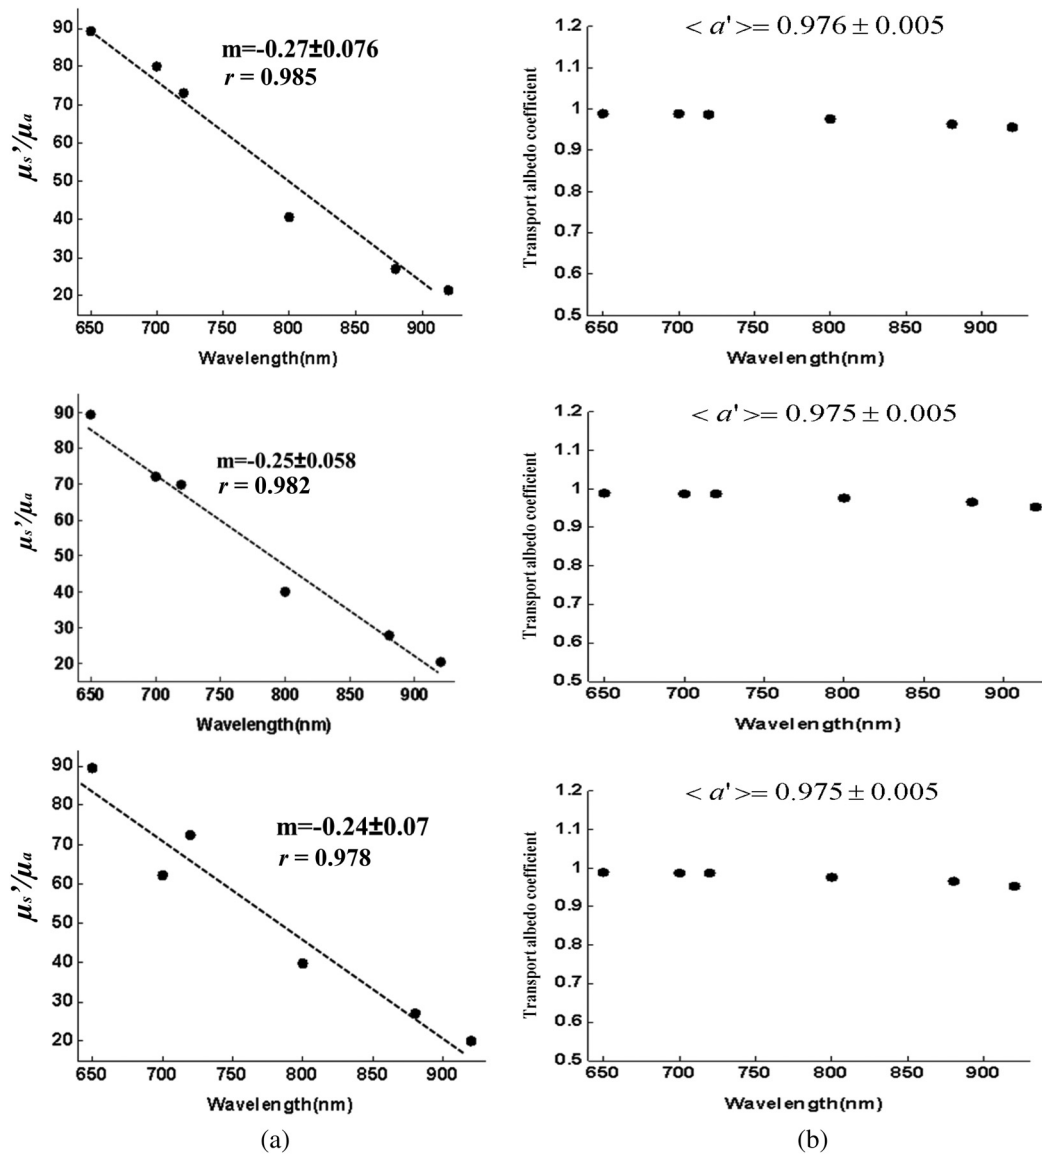 m=-0.27±0.076
r = 0.985
μs'/μa
90
80
70
60
50
40
30
20
650 700 750 800 850 900
Wavelength(nm)
< a' >= 0.976 ± 0.005
Transport albedo coefficient
1.2
1.1
1
0.9
0.8
0.7
0.6
0.5
650 700 750 800 850 900
Wavelength(nm)
m=-0.25±0.058
r = 0.982
μs'/μa
90
80
70
60
50
40
30
20
650 700 750 800 850 900
Wavelength(nm)
< a' >= 0.975 ± 0.005
Transport albedo coefficient
1.2
1.1
1
0.9
0.8
0.7
0.6
0.5
650 700 750 800 850 900
Wavelength(nm)
m=-0.24±0.07
r = 0.978
μs'/μa
90
80
70
60
50
40
30
20
650 700 750 800 850 900
Wavelength(nm)
(a)
< a' >= 0.975 ± 0.005
Transport albedo coefficient
1.2
1.1
1
0.9
0.8
0.7
0.6
0.5
650 700 750 800 850 900
Wavelength(nm)
(b)